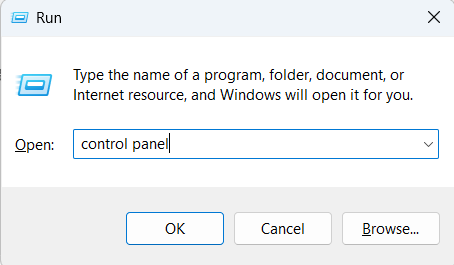 Run
Type the name of a program, folder, document, or
Internet resource, and Windows will open it for you.
Open: control panel
OK Cancel Browse...